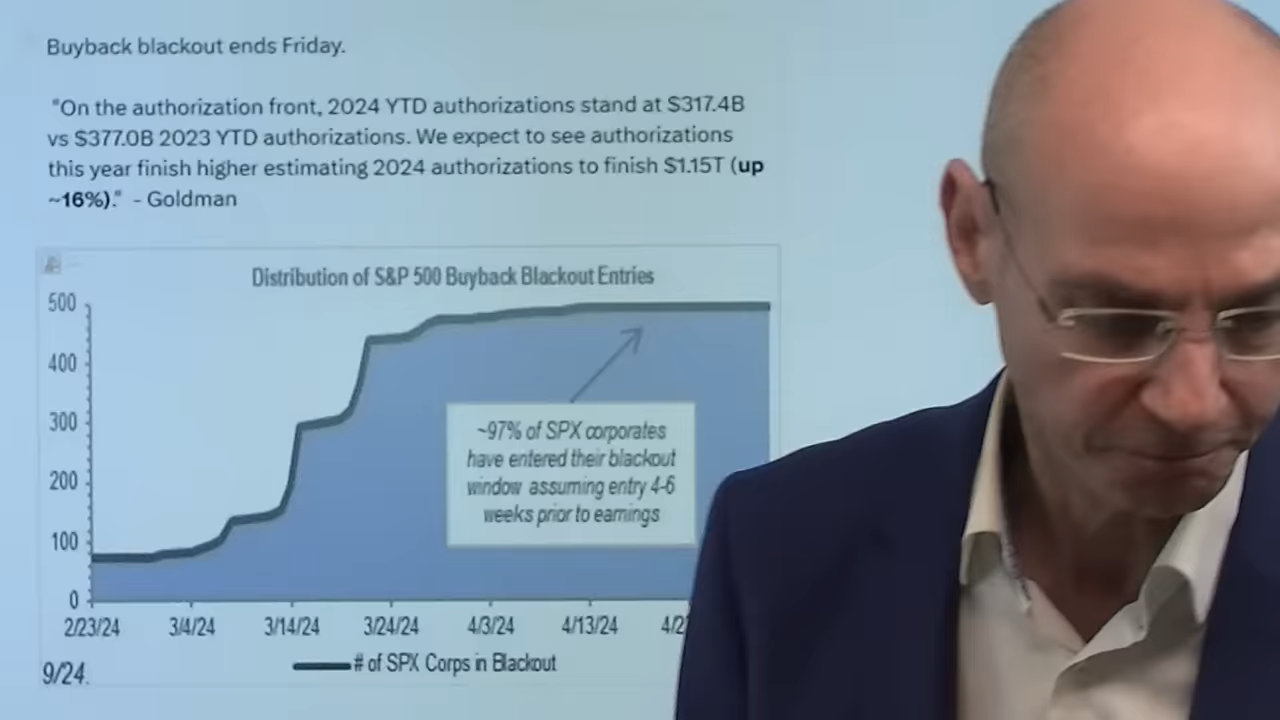 Buyback blackout ends Friday.
"On the authorization front, 2024 YTD authorizations stand at $317.4B
vs $377.0B 2023 YTD authorizations. We expect to see authorizations
this year finish higher estimating 2024 authorizations to finish $1.15T (up
~16%)." - Goldman
Distribution of S&P 500 Buyback Blackout Entries
500
400
300
200
100
0
~97% of SPX corporates
have entered their blackout
window assuming entry 4-6
weeks prior to earnings
2/23/24 3/4/24 3/14/24 3/24/24 4/3/24 4/13/24
# of SPX Corps in Blackout
9/24.